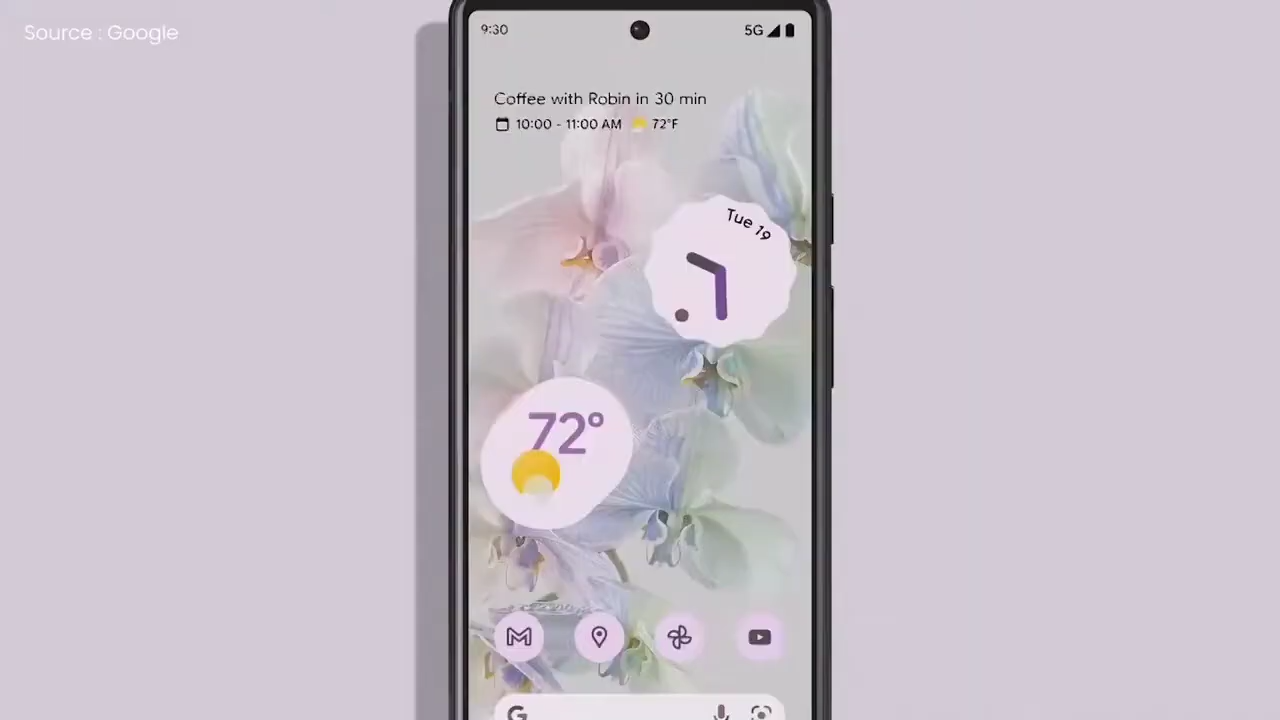 Source : Google
9:30
5G
Coffee with Robin in 30 min
10:00 - 11:00 AM 72°F
Tue 19
72°